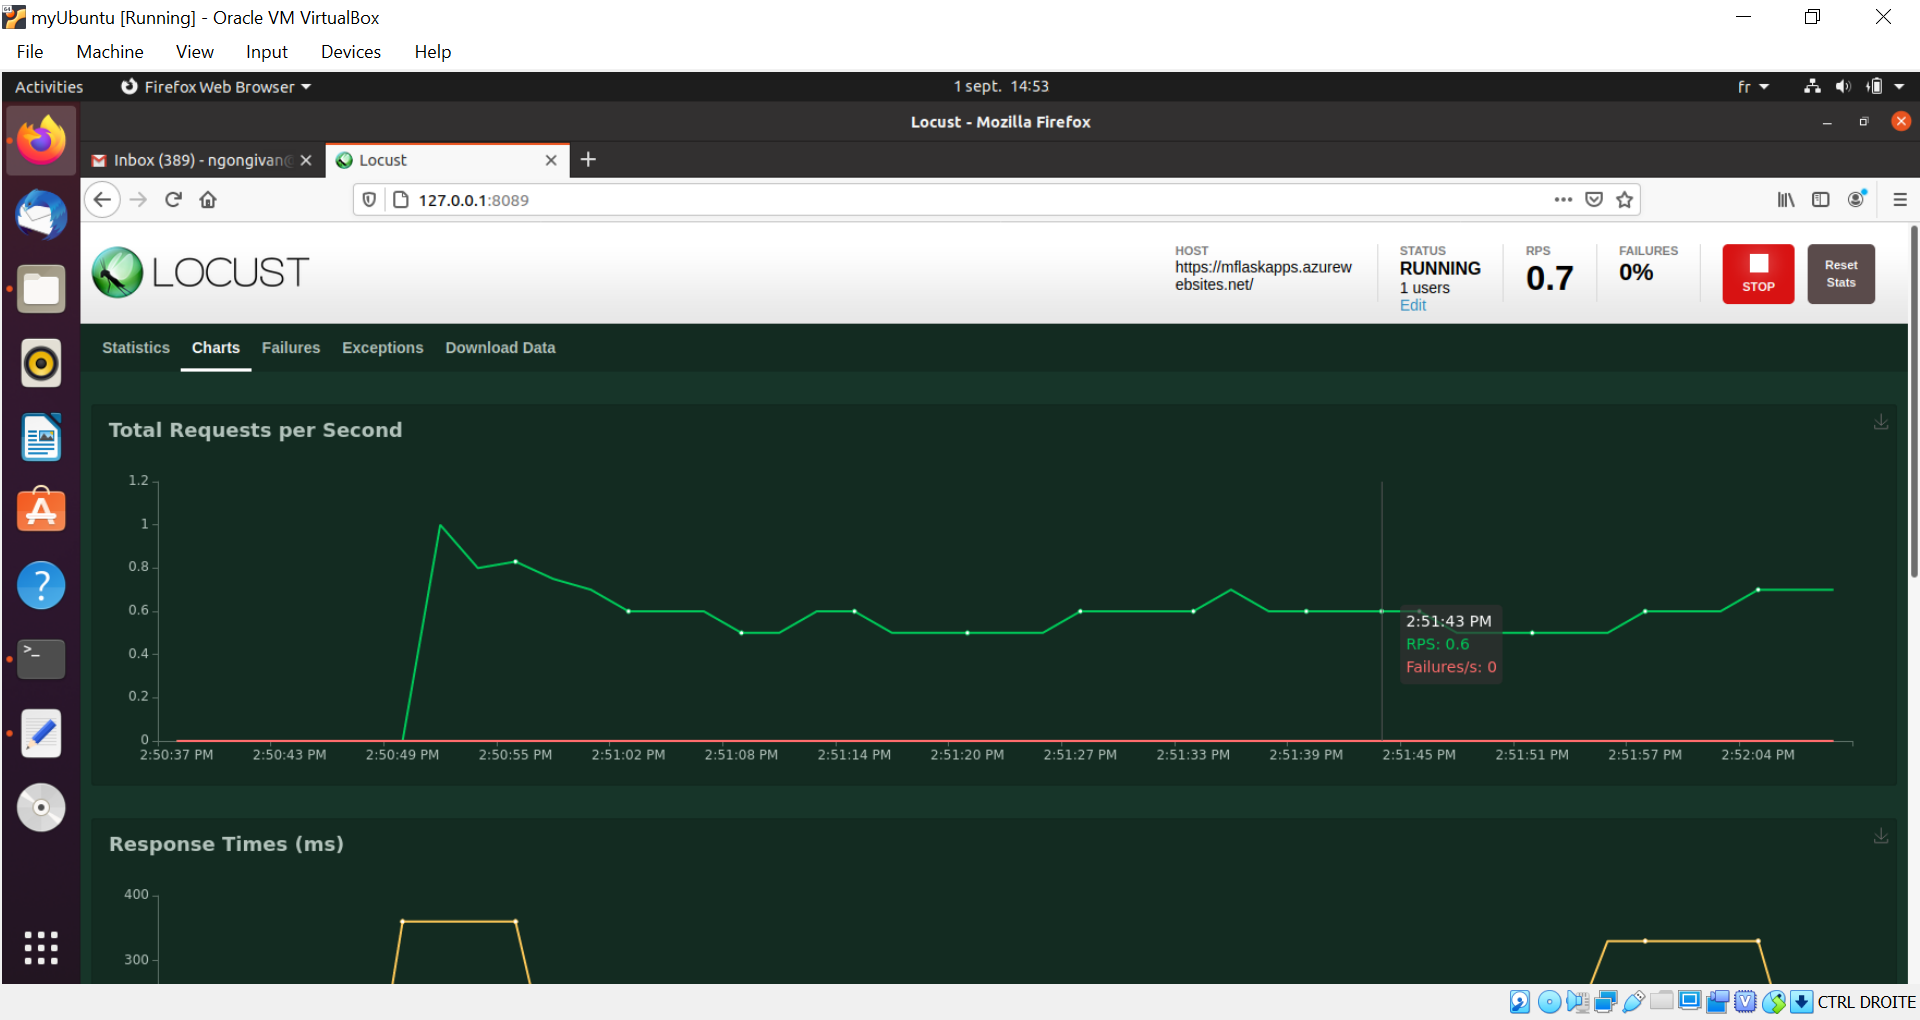 myUbuntu [Running] - Oracle VM VirtualBox
File Machine View Input Devices Help
Activities Firefox Web Browser 1 sept. 14:53 fr
Locust - Mozilla Firefox
Inbox (389) - ngongivan@ Locust
127.0.0.1:8089
LOCUST
HOST
https://mflaskapps.azurew
ebsites.net/
STATUS
RUNNING
1 users
Edit
RPS
0.7
FAILURES
0%
STOP
Reset
Stats
Statistics Charts Failures Exceptions Download Data
Total Requests per Second
1.2
1
0.8
0.6
0.4
0.2
0
2:51:43 PM
RPS: 0.6
Failures/s: 0
2:50:37 PM 2:50:43 PM 2:50:49 PM 2:50:55 PM 2:51:02 PM 2:51:08 PM 2:51:14 PM 2:51:20 PM 2:51:27 PM 2:51:33 PM 2:51:39 PM 2:51:45 PM 2:51:51 PM 2:51:57 PM 2:52:04 PM
Response Times (ms)
400
300
CTRL DROITE